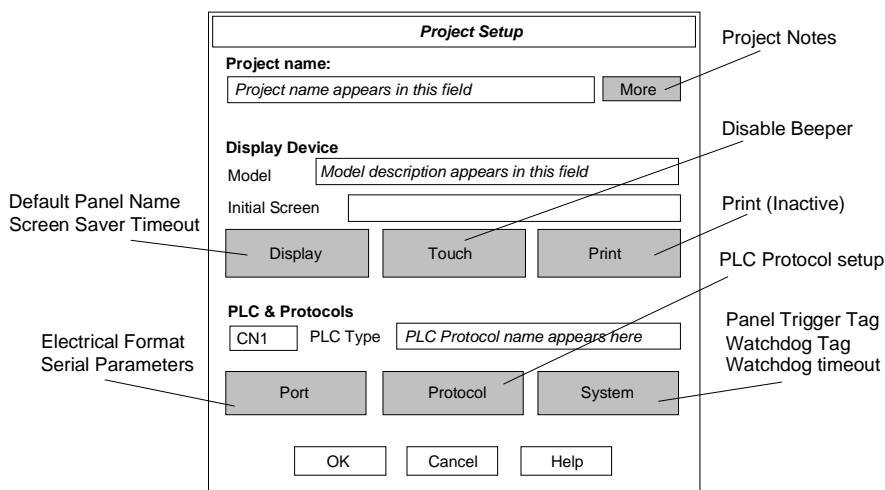 Project Setup
Project Notes
Project name:
Project name appears in this field
More
Disable Beeper
Display Device
Model
Model description appears in this field
Default Panel Name
Screen Saver Timeout
Initial Screen
Print (Inactive)
Display
Touch
Print
PLC Protocol setup
PLC & Protocols
CN1
PLC Type
PLC Protocol name appears here
Electrical Format
Serial Parameters
Panel Trigger Tag
Watchdog Tag
Watchdog timeout
Port
Protocol
System
OK
Cancel
Help